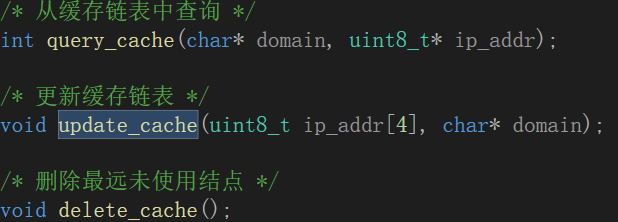 /* 从缓存链表中查询 */
int query_cache(char* domain, uint8_t* ip_addr);
/* 更新缓存链表 */
void update_cache(uint8_t ip_addr[4], char* domain);
/* 删除最远未使用结点 */
void delete_cache();